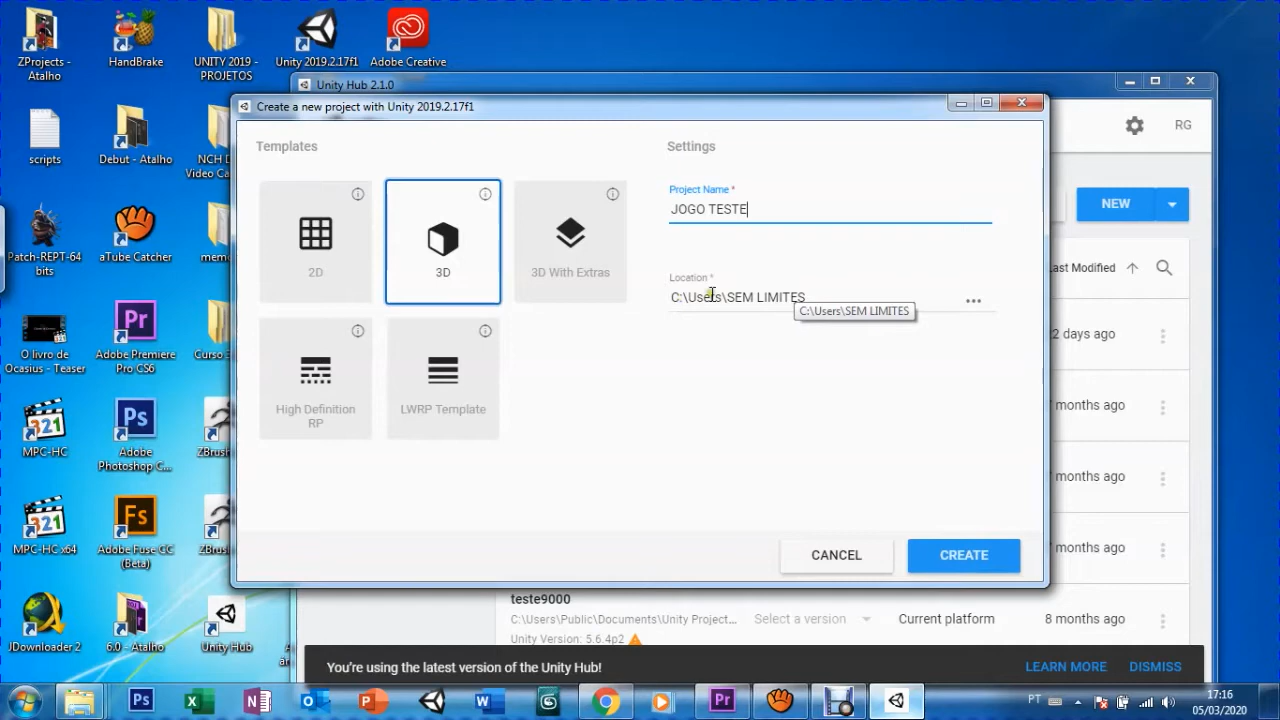 ZProjects -
Atalho
HandBrake
UNITY 2019 -
PROJETOS
Unity 2019.2.17f1
Adobe Creative
Unity Hub 2.1.0
Create a new project with Unity 2019.2.17f1
Templates
Settings
RG
scripts
Debut - Atalho
NCH D
Video Ca
2D
3D
3D With Extras
Project Name *
JOGO TESTE
NEW
Patch-REPT-64
bits
aTube Catcher
memo
Location *
C:\Users\SEM LIMITES
C:\Users\SEM LIMITES
Last Modified
O livro de
Ocasius - Teaser
Adobe Premiere
Pro CS6
Curso
High Definition
RP
LWRP Template
2 days ago
months ago
months ago
months ago
MPC-HC
Ps
Adobe
Photoshop C...
ZBrus
MPC-HC x64
Fs
Adobe Fuse CC
(Beta)
ZBrus
CANCEL
CREATE
JDownloader 2
6.0 - Atalho
Unity Hub
teste9000
C:\Users\Public\Documents\Unity Project...
Select a version
Current platform
8 months ago
Unity Version: 5.6.4p2
You're using the latest version of the Unity Hub!
LEARN MORE
DISMISS
PT
17:16
05/03/2020